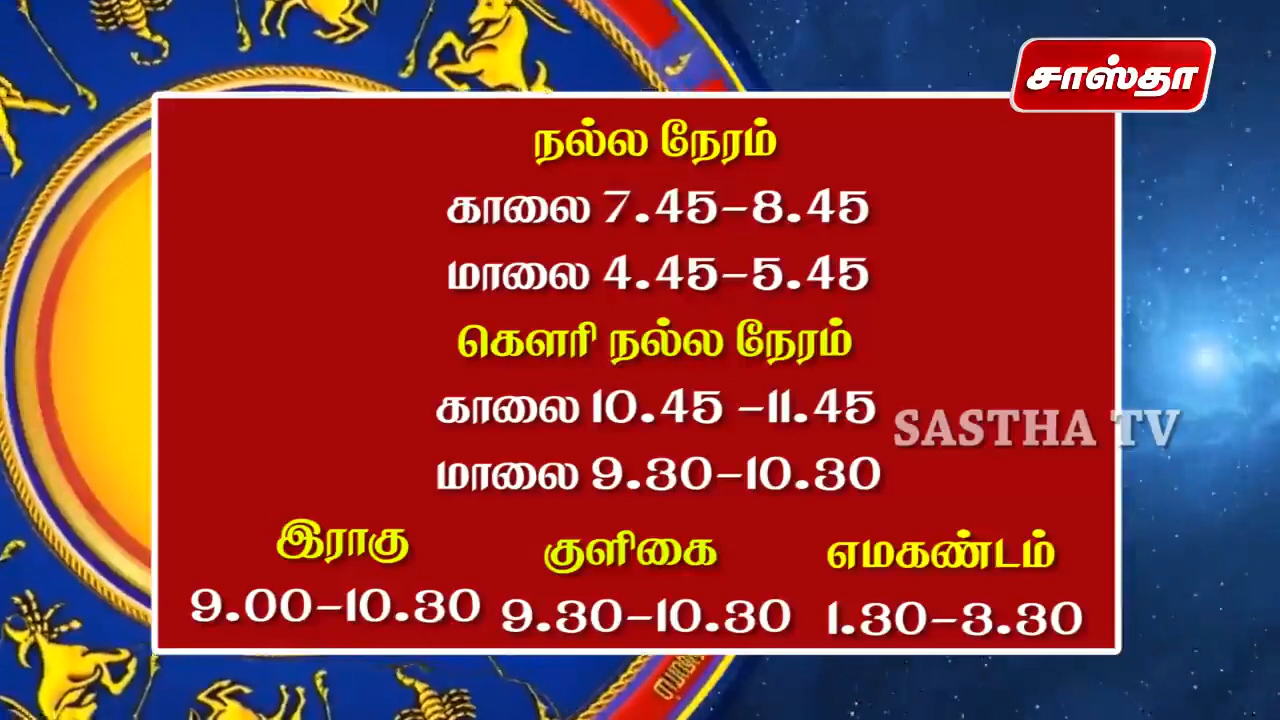 சாஸ்தா
நல்ல நேரம்
காலை 7.45-8.45
மாலை 4.45-5.45
கௌரி நல்ல நேரம்
காலை 10.45 -11.45
SASTHA TV
மாலை 9.30-10.30
இராகு குளிகை எமகண்டம்
9.00-10.30 9.30-10.30 1.30-3.30